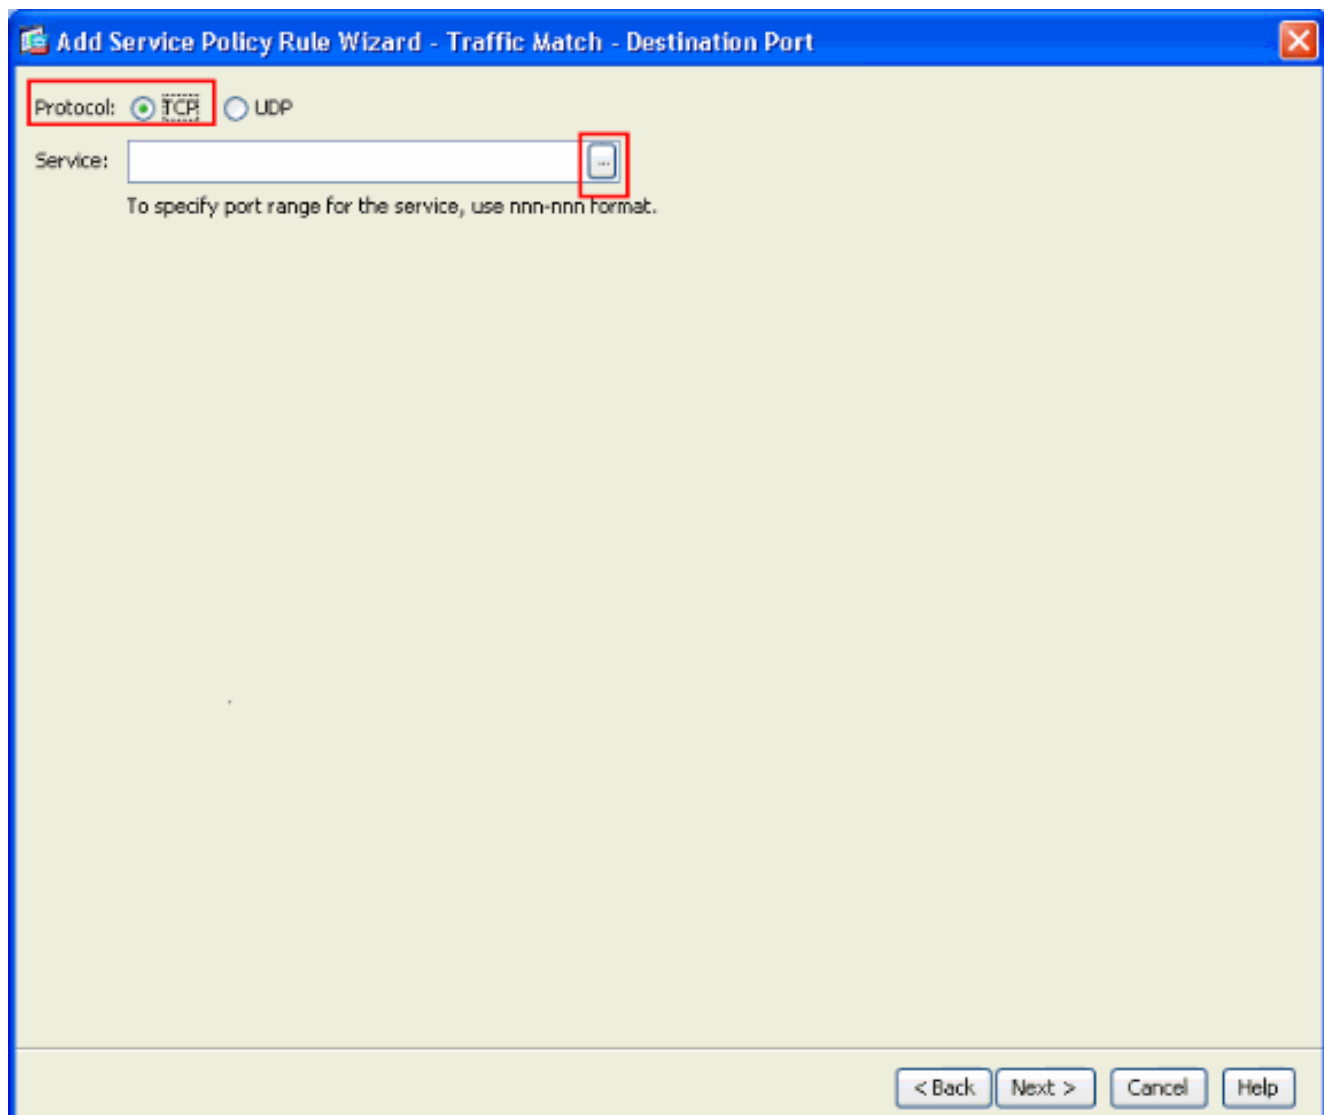 Add Service Policy Rule Wizard - Traffic Match - Destination Port
Protocol: TCP UDP
Service: ...
To specify port range for the service, use nnn-nnn format.
< Back Next > Cancel Help